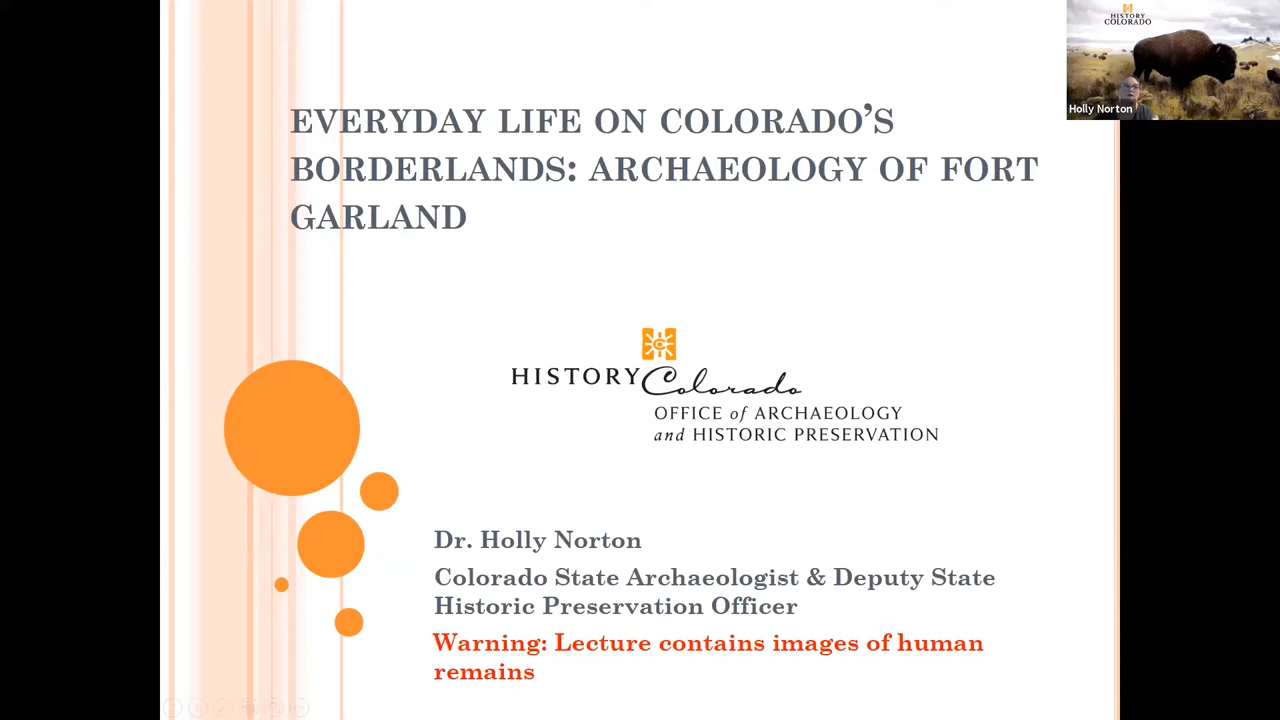 HISTORY
COLORADO
Holly Norton
EVERYDAY LIFE ON COLORADO'S
BORDERLANDS: ARCHAEOLOGY OF FORT
GARLAND
HISTORY Colorado
OFFICE of ARCHAEOLOGY
and HISTORIC PRESERVATION
Dr. Holly Norton
Colorado State Archaeologist & Deputy State
Historic Preservation Officer
Warning: Lecture contains images of human
remains